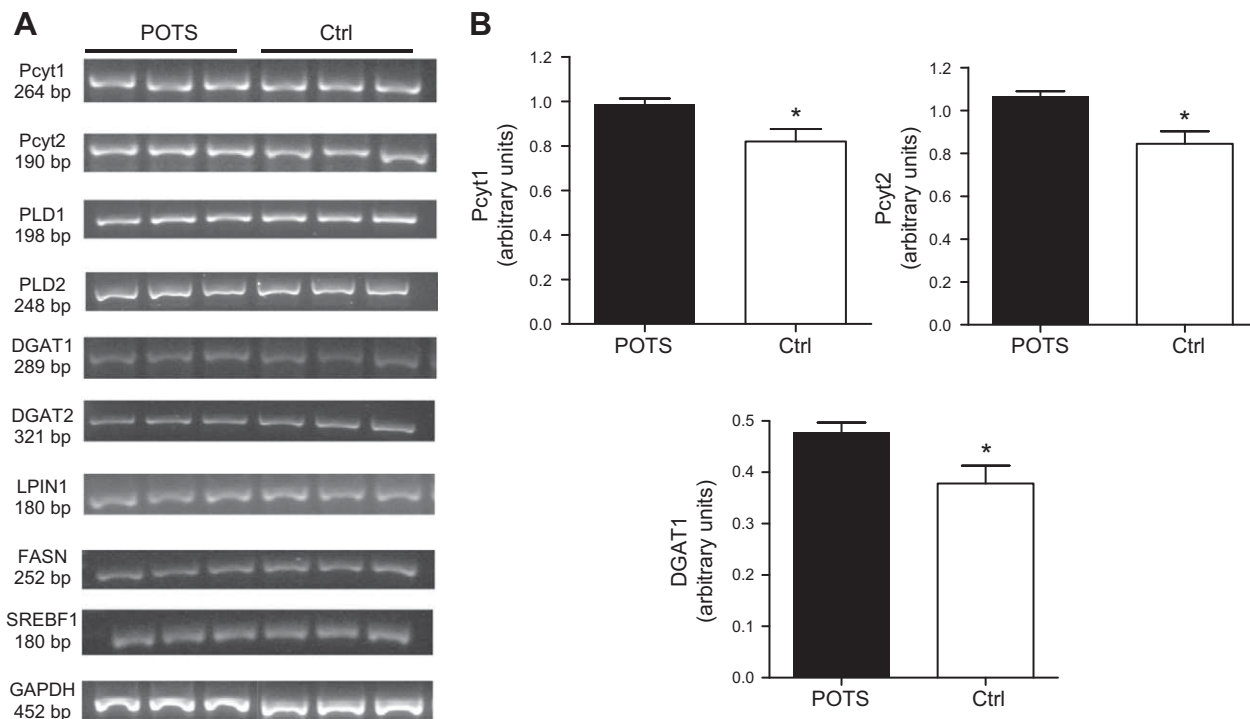 A
POTS Ctrl
Pcyt1
264 bp
Pcyt2
190 bp
PLD1
198 bp
PLD2
248 bp
DGAT1
289 bp
DGAT2
321 bp
LPIN1
180 bp
FASN
252 bp
SREBF1
180 bp
GAPDH
452 bp
B
Pcyt1
(arbitrary units)
1.2
1.0
0.8
0.6
0.4
0.2
0.0
*
POTS Ctrl
Pcyt2
(arbitrary units)
1.2
1.0
0.8
0.6
0.4
0.2
0.0
*
POTS Ctrl
DGAT1
(arbitrary units)
0.5
0.4
0.3
0.2
0.1
0.0
*
POTS Ctrl